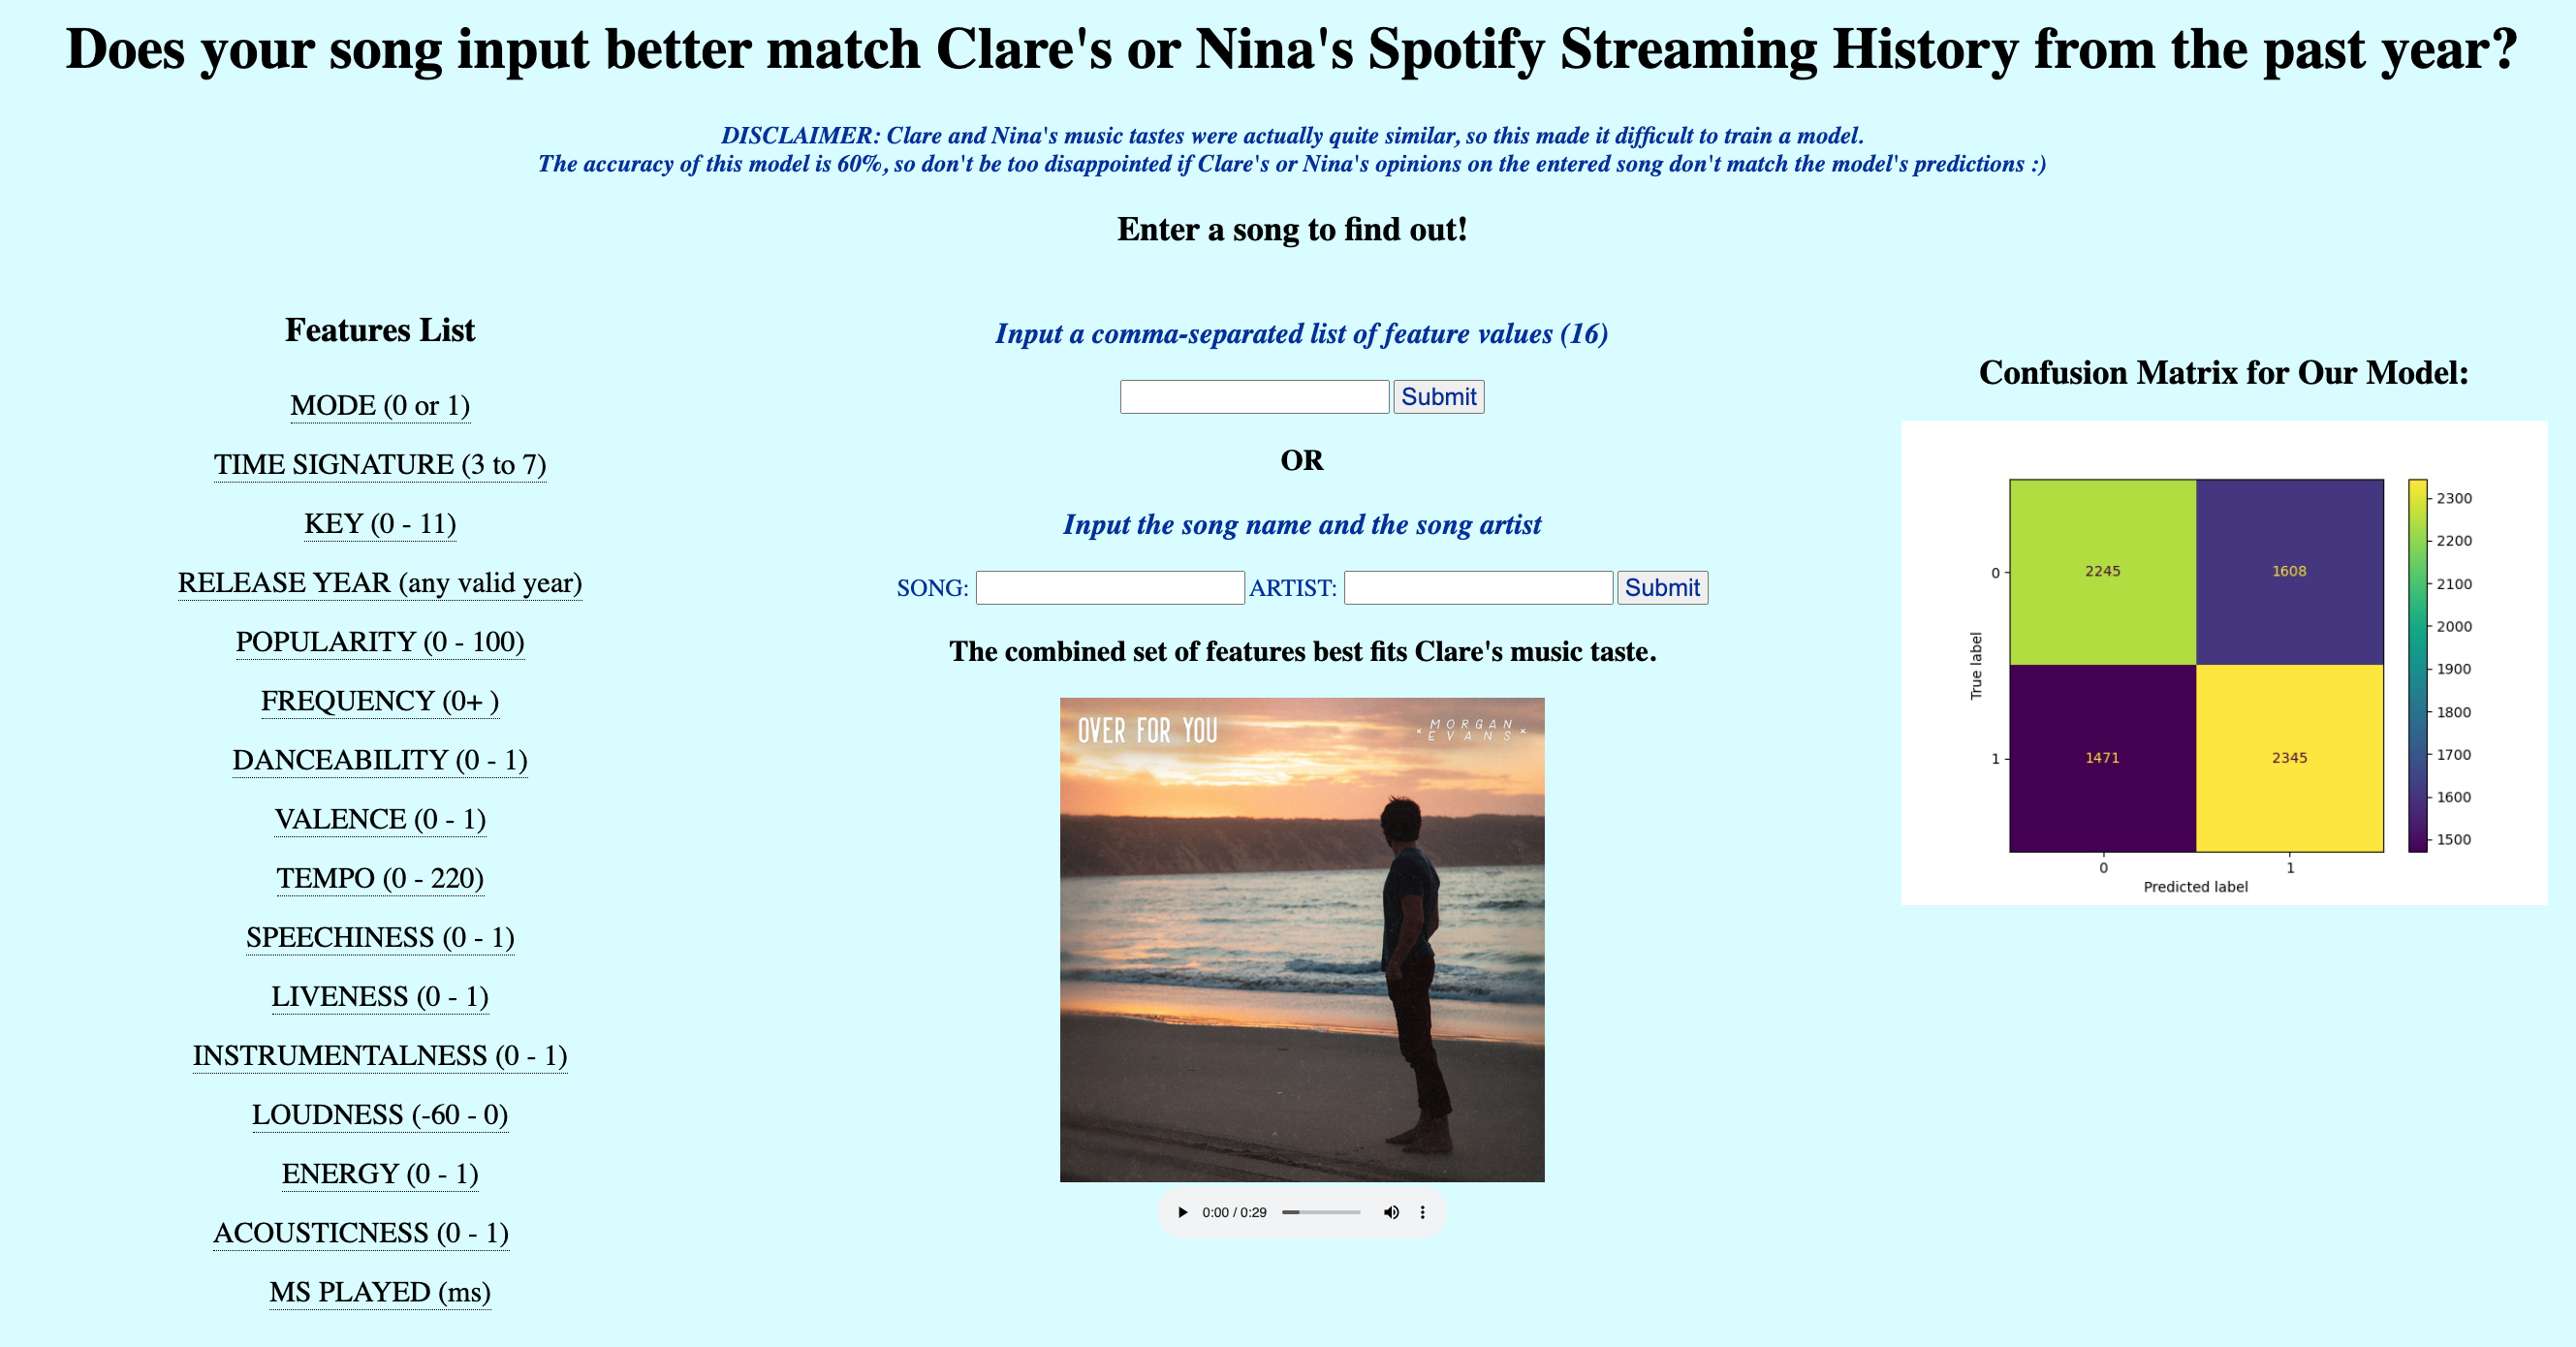 Does your song input better match Clare's or Nina's Spotify Streaming History from the past year?
DISCLAIMER: Clare and Nina's music tastes were actually quite similar, so this made it difficult to train a model.
The accuracy of this model is 60%, so don't be too disappointed if Clare's or Nina's opinions on the entered song don't match the model's predictions :)
Enter a song to find out!
Features List
MODE (0 or 1)
TIME SIGNATURE (3 to 7)
KEY (0 - 11)
RELEASE YEAR (any valid year)
POPULARITY (0 - 100)
FREQUENCY (0+ )
DANCEABILITY (0 - 1)
VALENCE (0 - 1)
TEMPO (0 - 220)
SPEECHINESS (0 - 1)
LIVENESS (0 - 1)
INSTRUMENTALNESS (0 - 1)
LOUDNESS (-60 - 0)
ENERGY (0 - 1)
ACOUSTICNESS (0 - 1)
MS PLAYED (ms)
Input a comma-separated list of feature values (16)
Submit
OR
Input the song name and the song artist
SONG: ARTIST: Submit
The combined set of features best fits Clare's music taste.
OVER FOR YOU
MORGAN
EVANS
0:00 / 0:29
Confusion Matrix for Our Model:
True label
0
2245 1608
1
1471 2345
0 1
Predicted label
2300
2200
2100
2000
1900
1800
1700
1600
1500